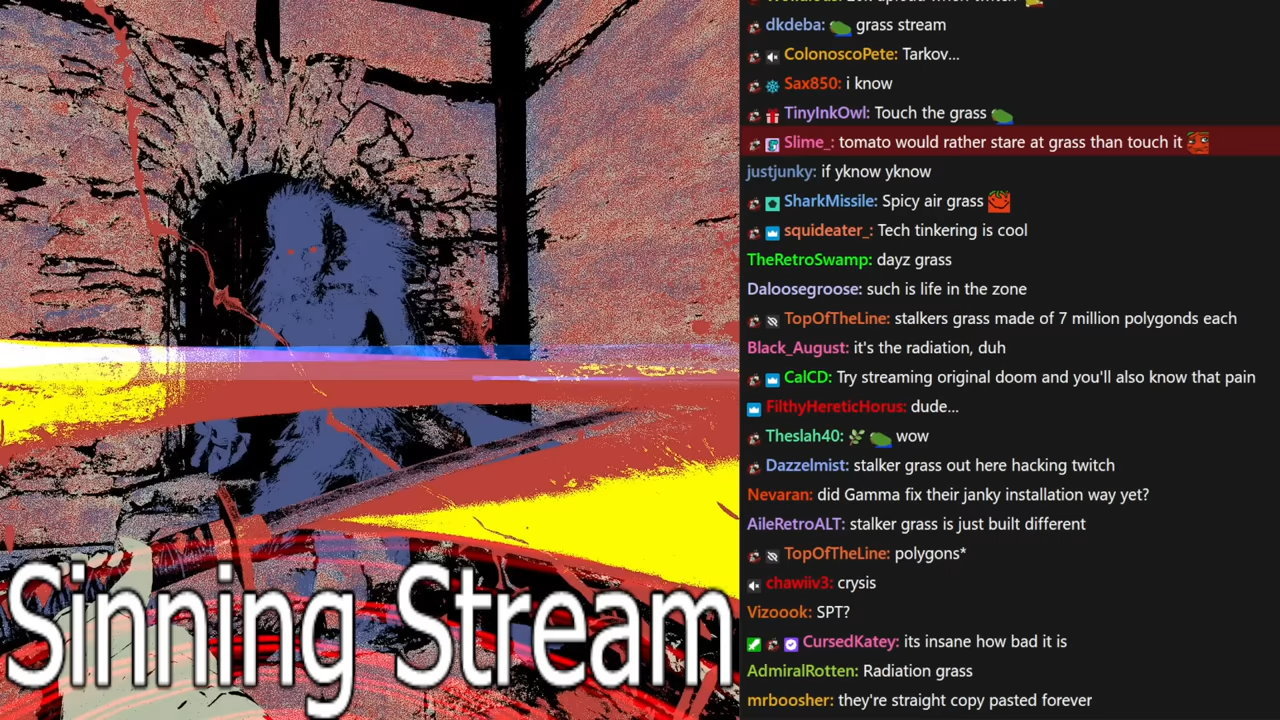 dkdeba: grass stream
ColonoscoPete: Tarkov...
Sax850: i know
TinyInkOwl: Touch the grass
Slime_: tomato would rather stare at grass than touch it
justjunky: if yknow yknow
SharkMissile: Spicy air grass
squideater_: Tech tinkering is cool
TheRetroSwamp: dayz grass
Daloosegroose: such is life in the zone
TopOfTheLine: stalkers grass made of 7 million polygonds each
Black_August: it's the radiation, duh
CalCD: Try streaming original doom and you'll also know that pain
FilthyHereticHorus: dude...
Theslah40: wow
Dazzelmist: stalker grass out here hacking twitch
Nevaran: did Gamma fix their janky installation way yet?
AileRetroALT: stalker grass is just built different
TopOfTheLine: polygons*
chawiiv3: crysis
Vizoook: SPT?
CursedKatey: its insane how bad it is
AdmiralRotten: Radiation grass
mrboosher: they're straight copy pasted forever
Sinning Stream